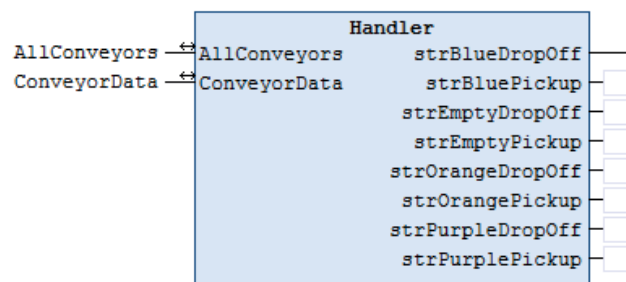 Handler
AllConveyors AllConveyors strBlueDropOff
ConveyorData ConveyorData strBluePickup
strEmptyDropOff
strEmptyPickup
strOrangeDropOff
strOrangePickup
strPurpleDropOff
strPurplePickup